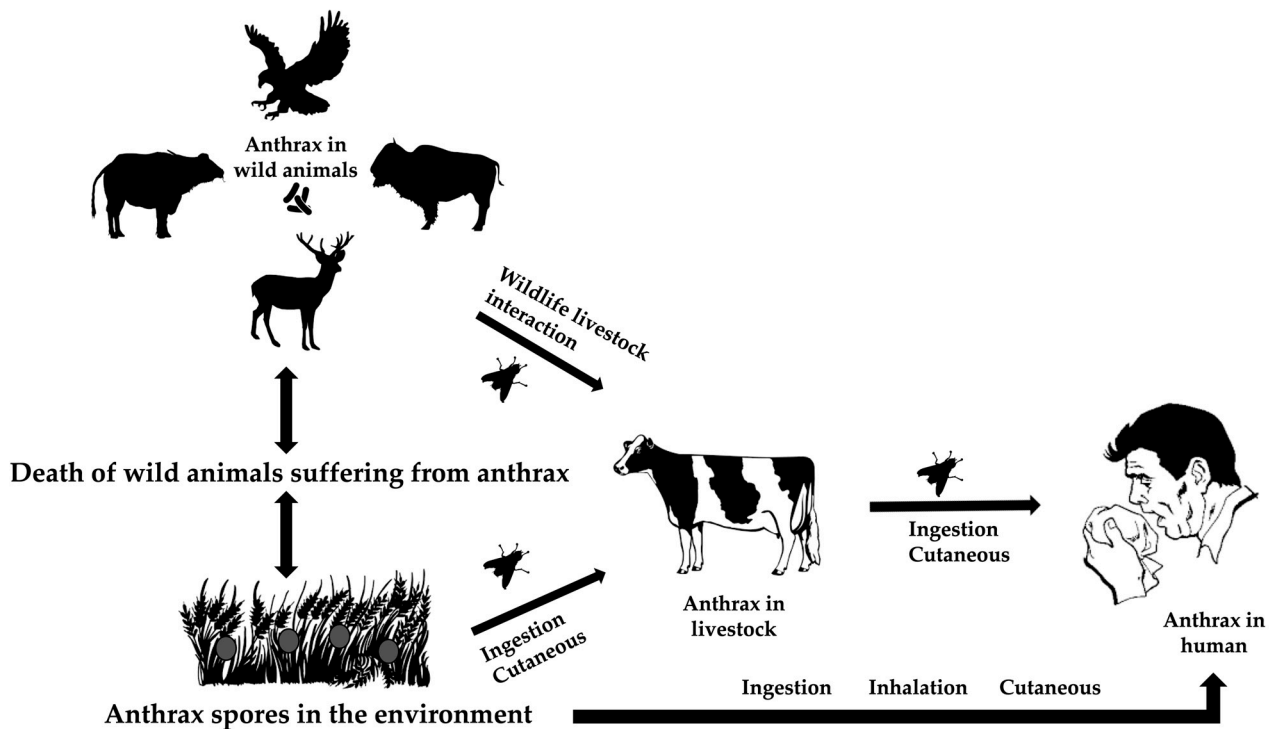 Anthrax in
wild animals
Wildlife livestock
interaction
Death of wild animals suffering from anthrax
Ingestion
Cutaneous
Ingestion
Cutaneous
Anthrax in
livestock
Anthrax in
human
Ingestion Inhalation Cutaneous
Anthrax spores in the environment